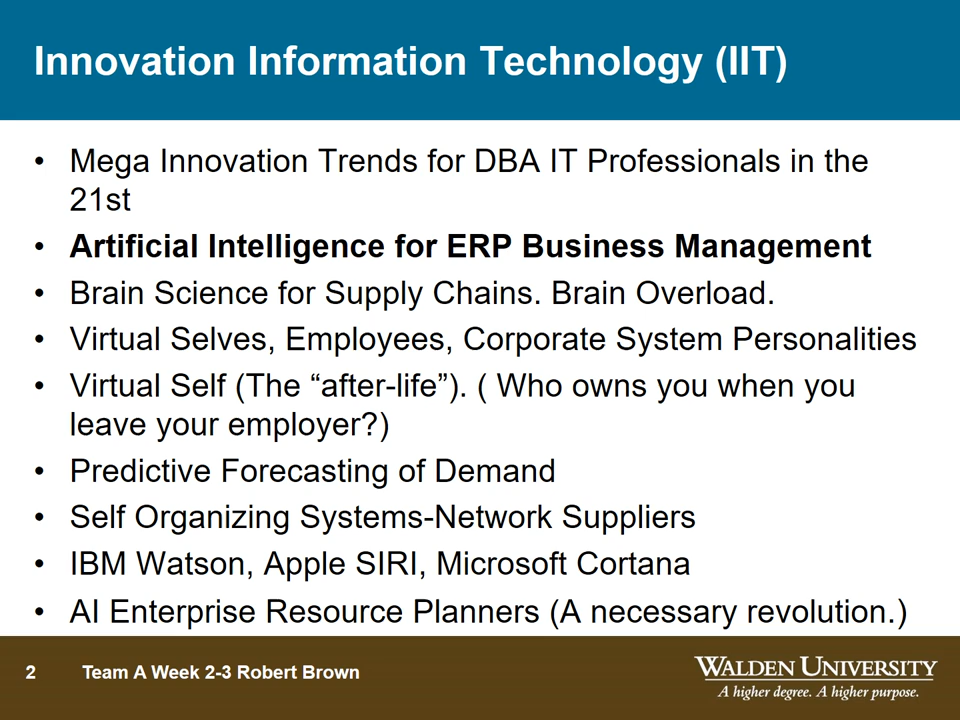 Innovation Information Technology (IIT)
• Mega Innovation Trends for DBA IT Professionals in the
21st
• Artificial Intelligence for ERP Business Management
• Brain Science for Supply Chains. Brain Overload.
• Virtual Selves, Employees, Corporate System Personalities
• Virtual Self (The “after-life”). ( Who owns you when you
leave your employer?)
• Predictive Forecasting of Demand
• Self Organizing Systems-Network Suppliers
• IBM Watson, Apple SIRI, Microsoft Cortana
• AI Enterprise Resource Planners (A necessary revolution.)
2 Team A Week 2-3 Robert Brown
WALDEN UNIVERSITY
A higher degree. A higher purpose.